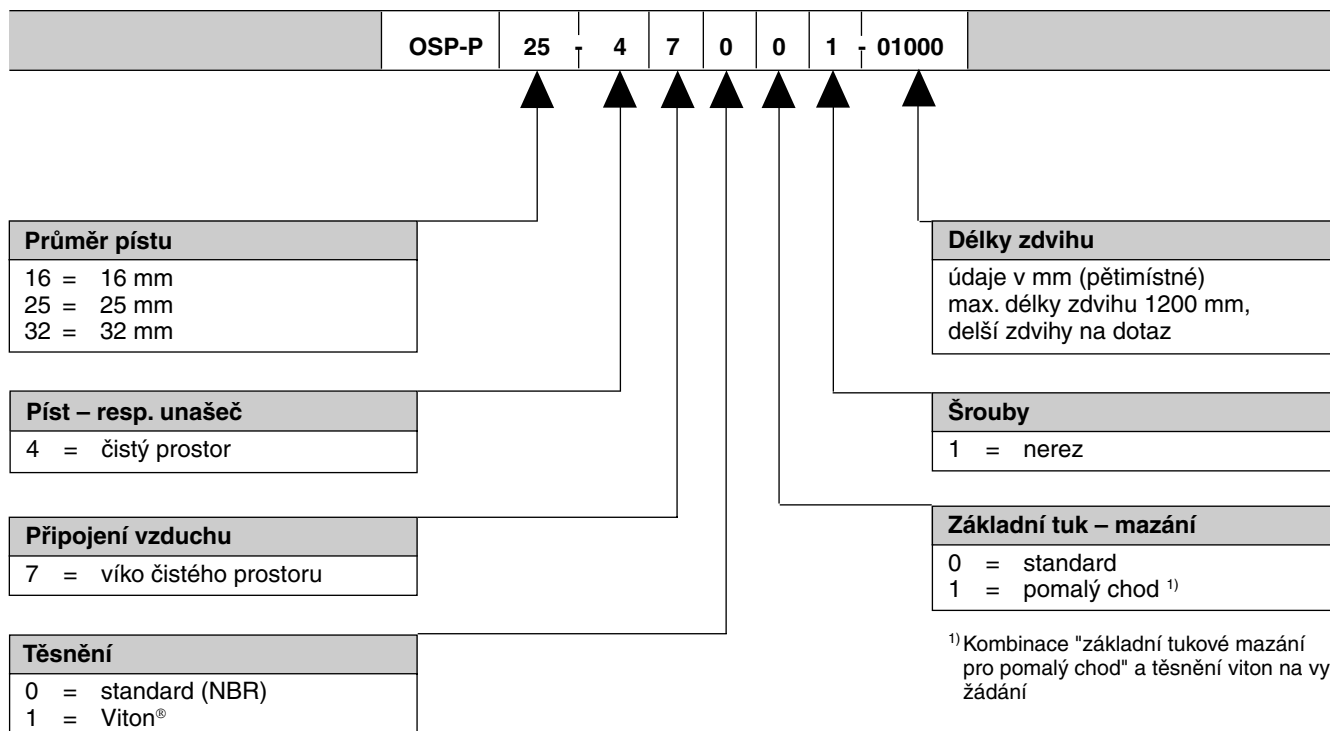 OSP-P 25 - 4 7 0 0 1 - 01000
Průměr pístu
16 = 16 mm
25 = 25 mm
32 = 32 mm
Píst – resp. unašeč
4 = čistý prostor
Připojení vzduchu
7 = víko čistého prostoru
Těsnění
0 = standard (NBR)
1 = Viton®
Délky zdvihu
údaje v mm (pětimístné)
max. délky zdvihu 1200 mm,
delší zdvihy na dotaz
Šrouby
1 = nerez
Základní tuk – mazání
0 = standard
1 = pomalý chod 1)
1) Kombinace "základní tukové mazání
pro pomalý chod" a těsnění viton na vy
žádání